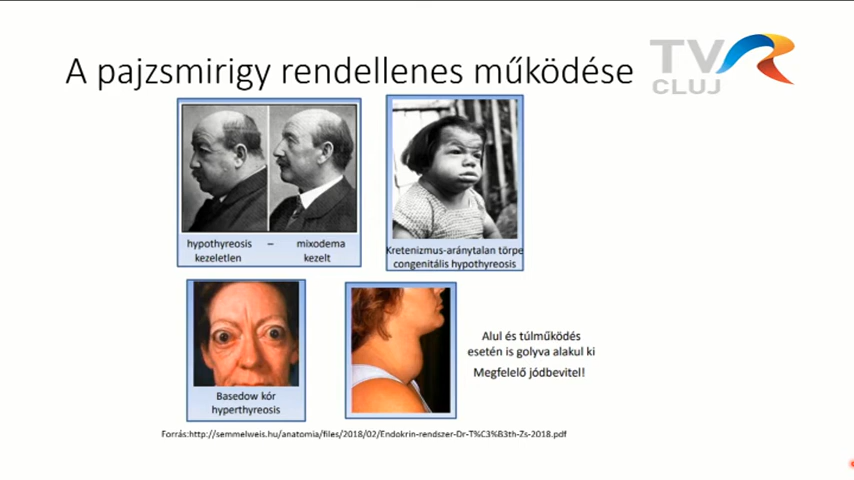 A pajzsmirigy rendellenes működése
TVR
CLUJ
hypothyreosis – mixodema
kezeletlen kezelt
Kretenizmus-aránytalan törpe
congenitális hypothyreosis
Basedow kór
hyperthyreosis
Alul és túlműködés
esetén is golyva alakul ki
Megfelelő jódbevitel!
Forrás:http://semmelweis.hu/anatomia/files/2018/02/Endokrin-rendszer-Dr-T%C3%B3th-Zs-2018.pdf